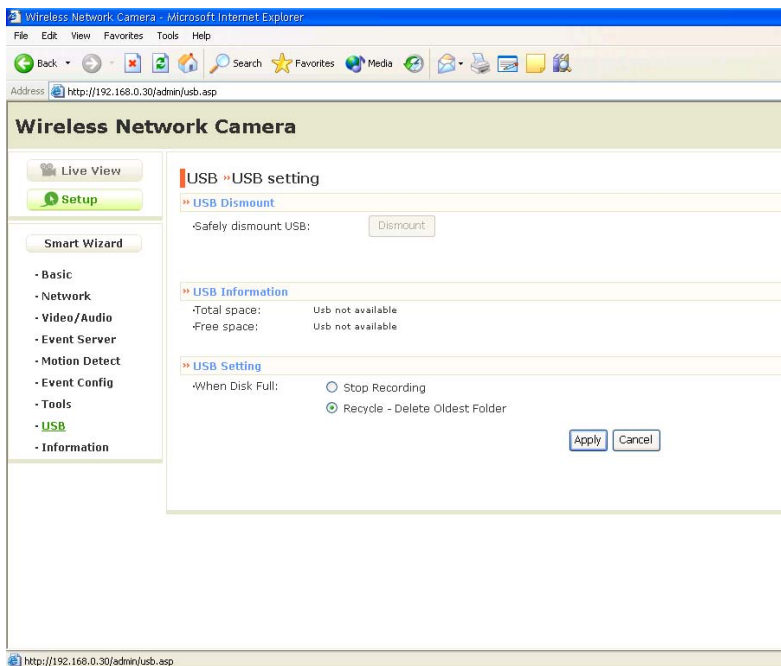 Wireless Network Camera - Microsoft Internet Explorer
File Edit View Favorites Tools Help
Back Search Favorites Media
Address http://192.168.0.30/admin/usb.asp
Wireless Network Camera
Live View
Setup
Smart Wizard
· Basic
· Network
· Video/Audio
· Event Server
· Motion Detect
· Event Config
· Tools
· USB
· Information
USB »USB setting
» USB Dismount
·Safely dismount USB: Dismount
» USB Information
·Total space: Usb not available
·Free space: Usb not available
» USB Setting
·When Disk Full: Stop Recording
Recycle - Delete Oldest Folder
Apply Cancel
http://192.168.0.30/admin/usb.asp